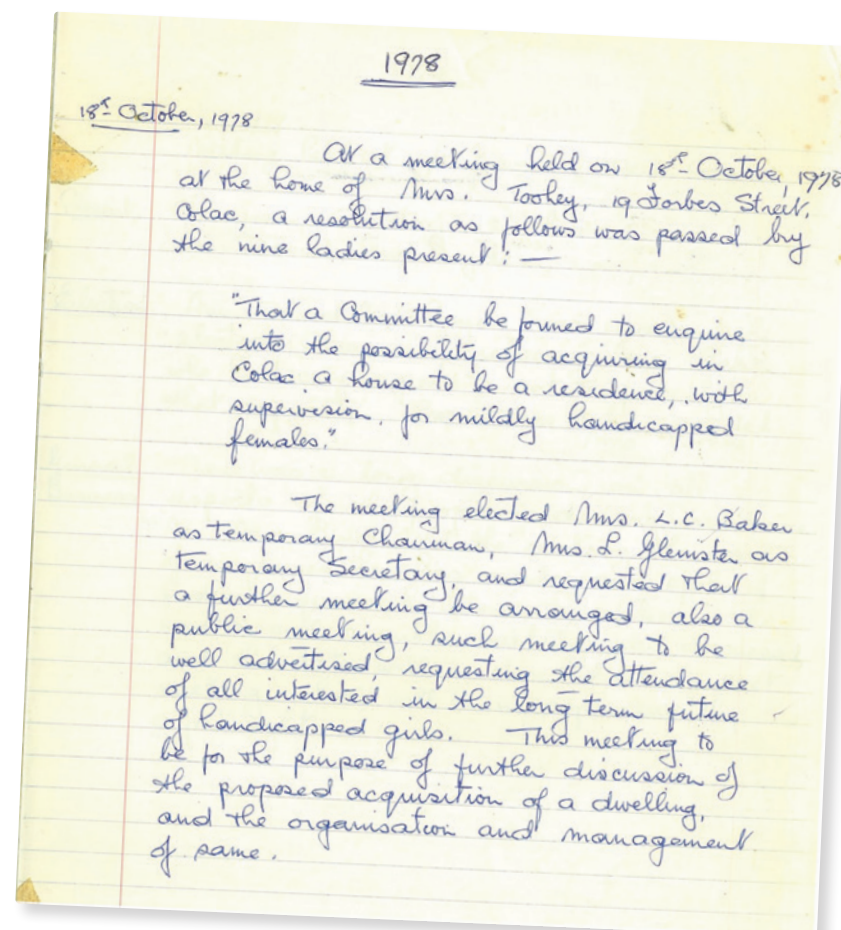 1978
18th October, 1978
At a meeting held on 18th October, 1978
at the home of Mrs. Toohey, 19 Forbes Street,
Colac, a resolution as follows was passed by
the nine ladies present: —
"That a Committee be formed to enquire
into the possibility of acquiring in
Colac a house to be a residence, with
supervision, for mildly handicapped
females."
The meeting elected Mrs. L.C. Baker
as temporary Chairman, Mrs. L. Glenister as
temporary Secretary, and requested that
a further meeting be arranged, also a
public meeting, such meeting to be
well advertised, requesting the attendance
of all interested in the long term future
of handicapped girls. This meeting to
be for the purpose of further discussion of
the proposed acquisition of a dwelling,
and the organisation and management
of same.